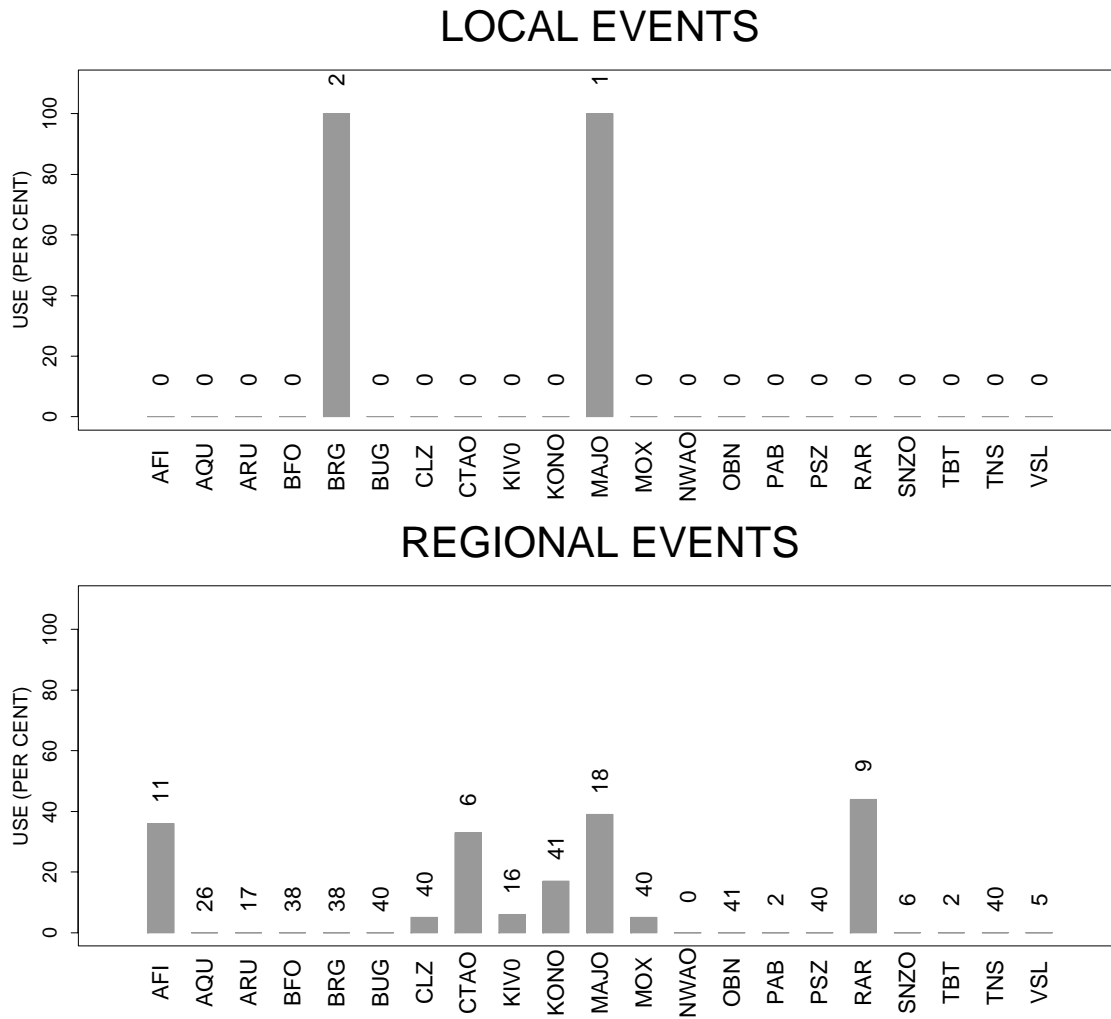 LOCAL EVENTS
USE (PER CENT)
0 20 40 60 80 100
0 0 0 0 2 0 0 0 0 0 1 0 0 0 0 0 0 0 0 0 0
AFI AQU ARU BFO BRG BUG CLZ CTAO KIV0 KONO MAJO MOX NWAO OBN PAB PSZ RAR SNZO TBT TNS VSL
REGIONAL EVENTS
USE (PER CENT)
0 20 40 60 80 100
11 26 17 38 38 40 40 6 16 41 18 40 0 41 2 40 9 6 2 40 5
AFI AQU ARU BFO BRG BUG CLZ CTAO KIV0 KONO MAJO MOX NWAO OBN PAB PSZ RAR SNZO TBT TNS VSL